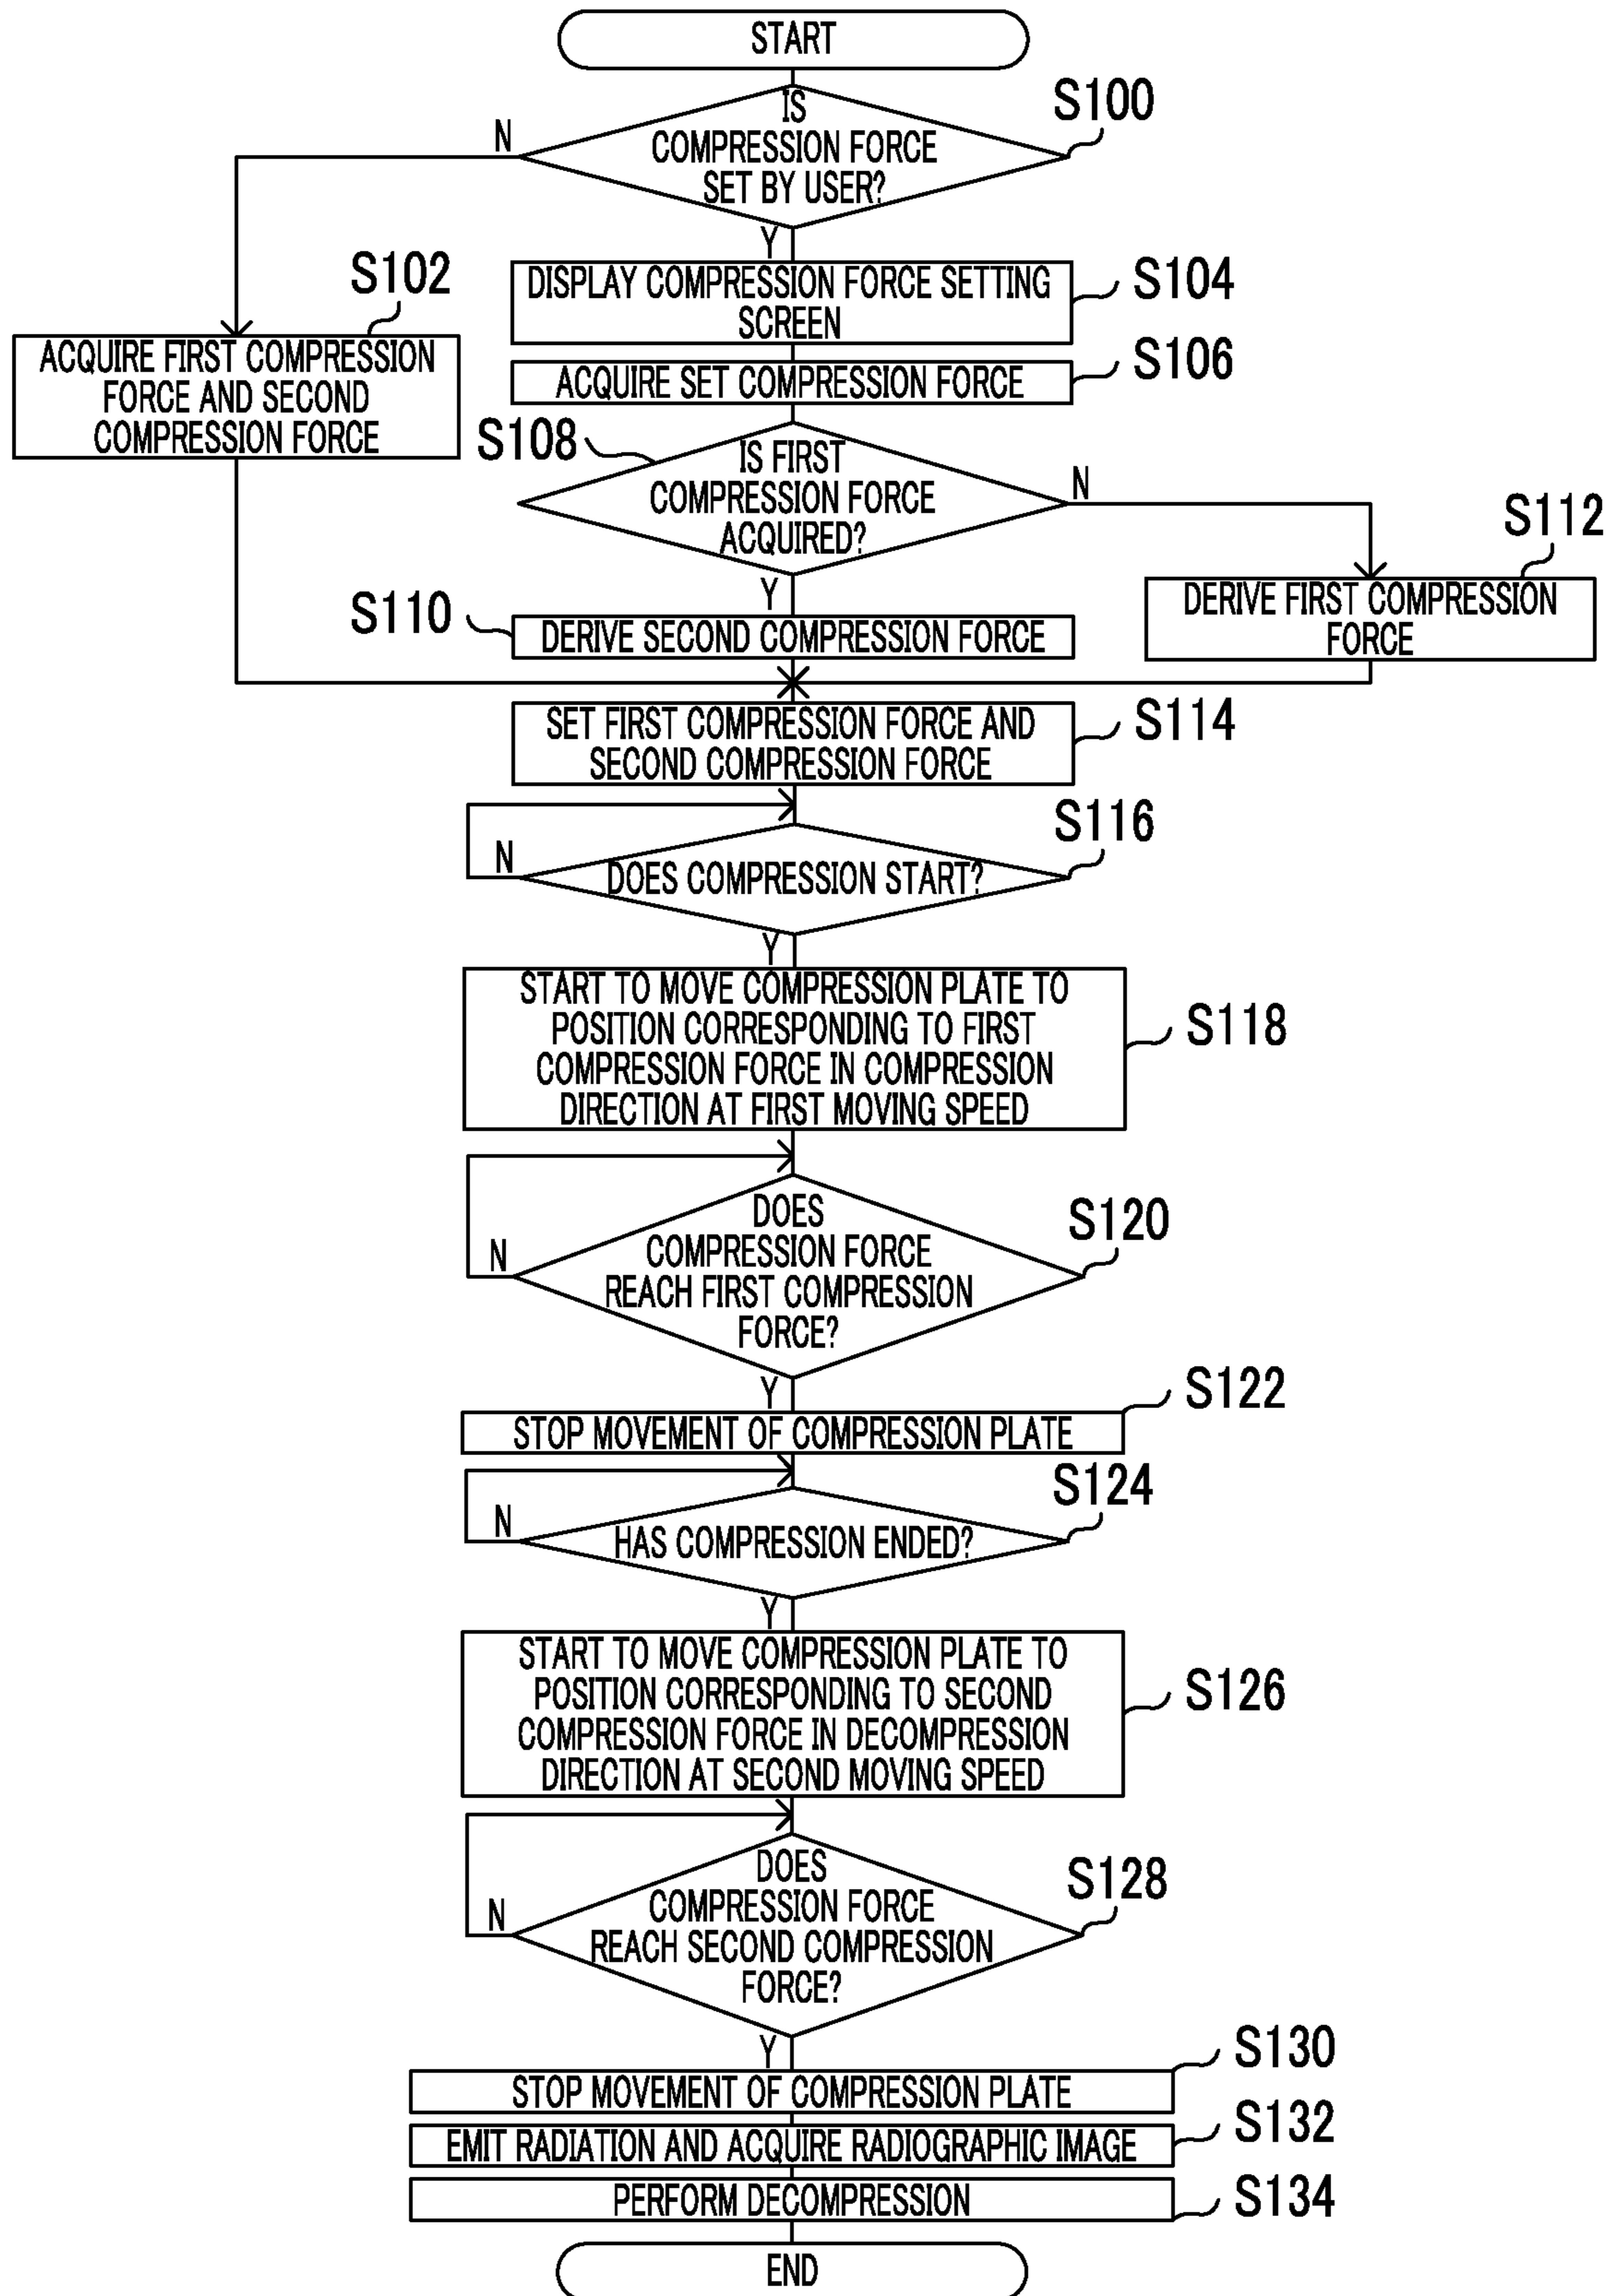 START
IS
COMPRESSION FORCE
SET BY USER?
S100
N
Y
S102
ACQUIRE FIRST COMPRESSION
FORCE AND SECOND
COMPRESSION FORCE
DISPLAY COMPRESSION FORCE SETTING
SCREEN
S104
ACQUIRE SET COMPRESSION FORCE
S106
S108
IS FIRST
COMPRESSION FORCE
ACQUIRED?
N
Y
S112
DERIVE FIRST COMPRESSION
FORCE
S110
DERIVE SECOND COMPRESSION FORCE
SET FIRST COMPRESSION FORCE AND
SECOND COMPRESSION FORCE
S114
S116
N
DOES COMPRESSION START?
Y
START TO MOVE COMPRESSION PLATE TO
POSITION CORRESPONDING TO FIRST
COMPRESSION FORCE IN COMPRESSION
DIRECTION AT FIRST MOVING SPEED
S118
DOES
COMPRESSION FORCE
REACH FIRST COMPRESSION
FORCE?
S120
N
Y
S122
STOP MOVEMENT OF COMPRESSION PLATE
S124
N
HAS COMPRESSION ENDED?
Y
START TO MOVE COMPRESSION PLATE TO
POSITION CORRESPONDING TO SECOND
COMPRESSION FORCE IN DECOMPRESSION
DIRECTION AT SECOND MOVING SPEED
S126
DOES
COMPRESSION FORCE
REACH SECOND COMPRESSION
FORCE?
S128
N
Y
S130
STOP MOVEMENT OF COMPRESSION PLATE
S132
EMIT RADIATION AND ACQUIRE RADIOGRAPHIC IMAGE
S134
PERFORM DECOMPRESSION
END